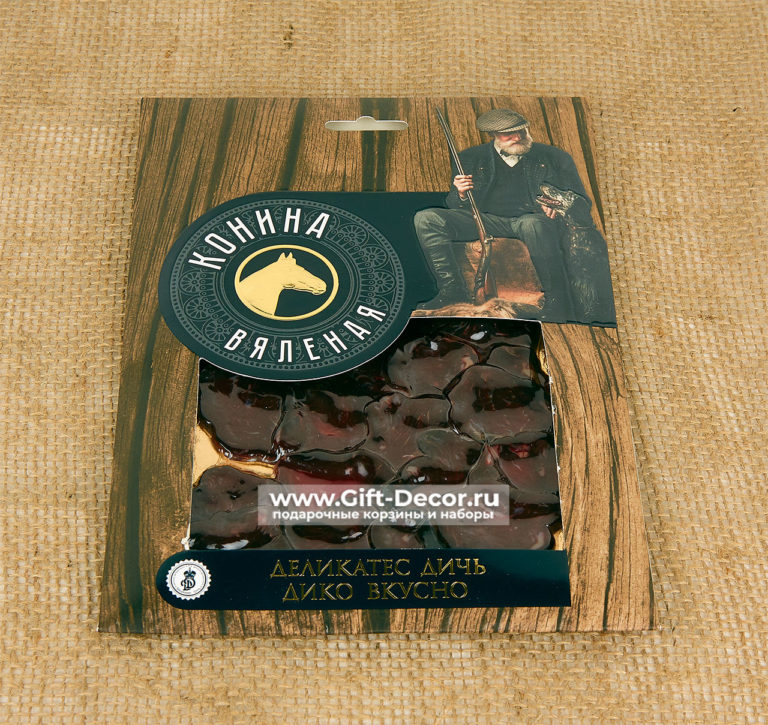 КОНИНА
ВЯЛЕНАЯ
www.Gift-Decor.ru
подарочные корзины и наборы
ДЕЛИКАТЕС ДИЧЬ
ДИКО ВКУСНО